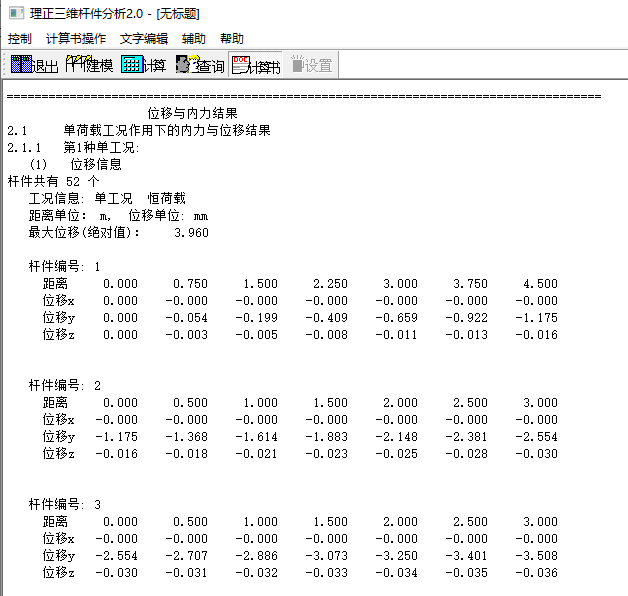 理正三维杆件分析2.0 - [无标题]
控制 计算书操作 文字编辑 辅助 帮助
退出 建模 计算 查询 DOC 计算书 设置
=====================================================================================
位移与内力结果
2.1 单荷载工况作用下的内力与位移结果
2.1.1 第1种单工况:
(1) 位移信息
杆件共有 52 个
工况信息: 单工况 恒荷载
距离单位: m, 位移单位: mm
最大位移(绝对值): 3.960
杆件编号: 1
距离 0.000 0.750 1.500 2.250 3.000 3.750 4.500
位移x 0.000 -0.000 -0.000 -0.000 -0.000 -0.000 -0.000
位移y 0.000 -0.054 -0.199 -0.409 -0.659 -0.922 -1.175
位移z 0.000 -0.003 -0.005 -0.008 -0.011 -0.013 -0.016
杆件编号: 2
距离 0.000 0.500 1.000 1.500 2.000 2.500 3.000
位移x -0.000 -0.000 -0.000 -0.000 -0.000 -0.000 -0.000
位移y -1.175 -1.368 -1.614 -1.883 -2.148 -2.381 -2.554
位移z -0.016 -0.018 -0.021 -0.023 -0.025 -0.028 -0.030
杆件编号: 3
距离 0.000 0.500 1.000 1.500 2.000 2.500 3.000
位移x -0.000 -0.000 -0.000 -0.000 -0.000 -0.000 -0.000
位移y -2.554 -2.707 -2.886 -3.073 -3.250 -3.401 -3.508
位移z -0.030 -0.031 -0.032 -0.033 -0.034 -0.035 -0.036